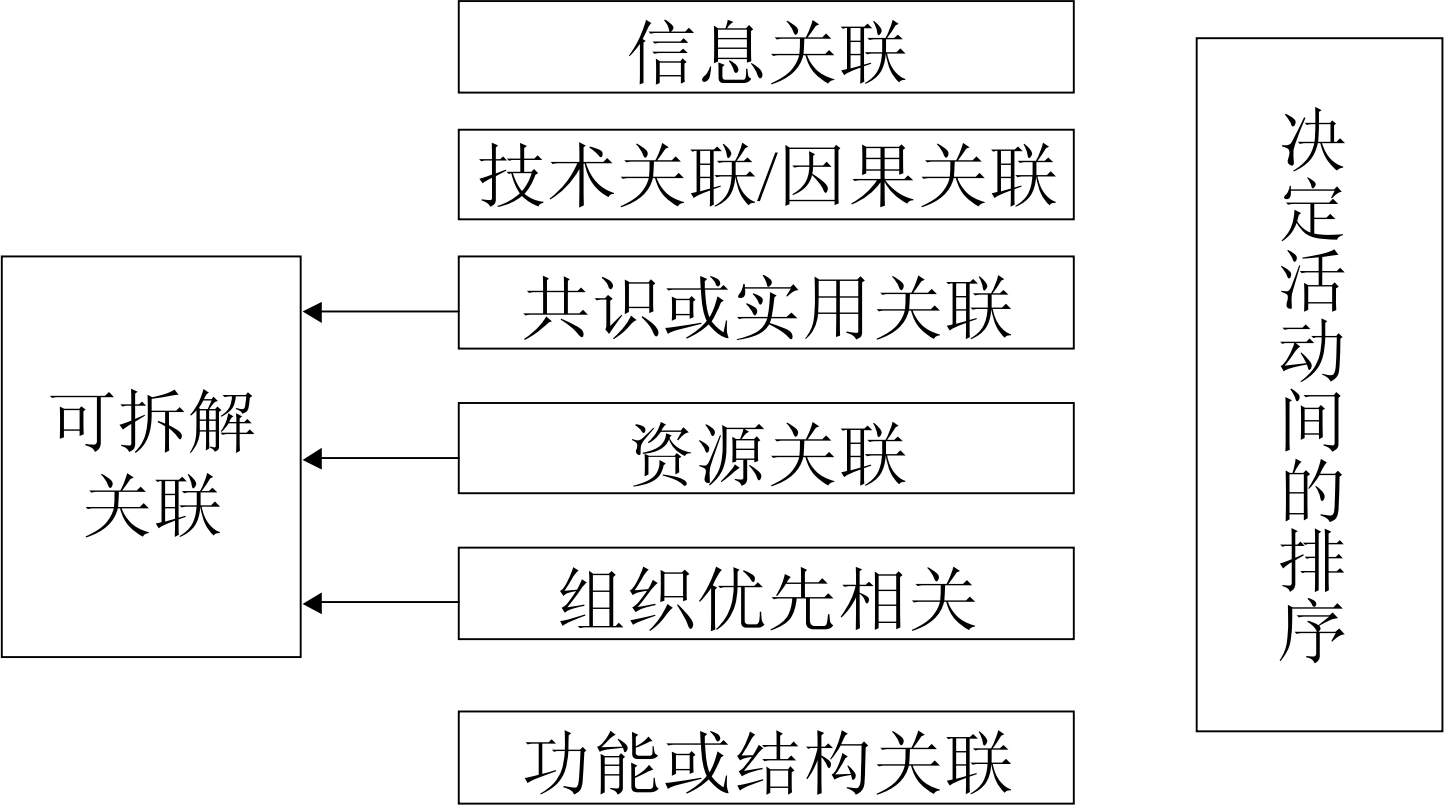 信息关联
技术关联/因果关联
共识或实用关联
可拆解
关联
资源关联
组织优先相关
功能或结构关联
决定活动间的排序